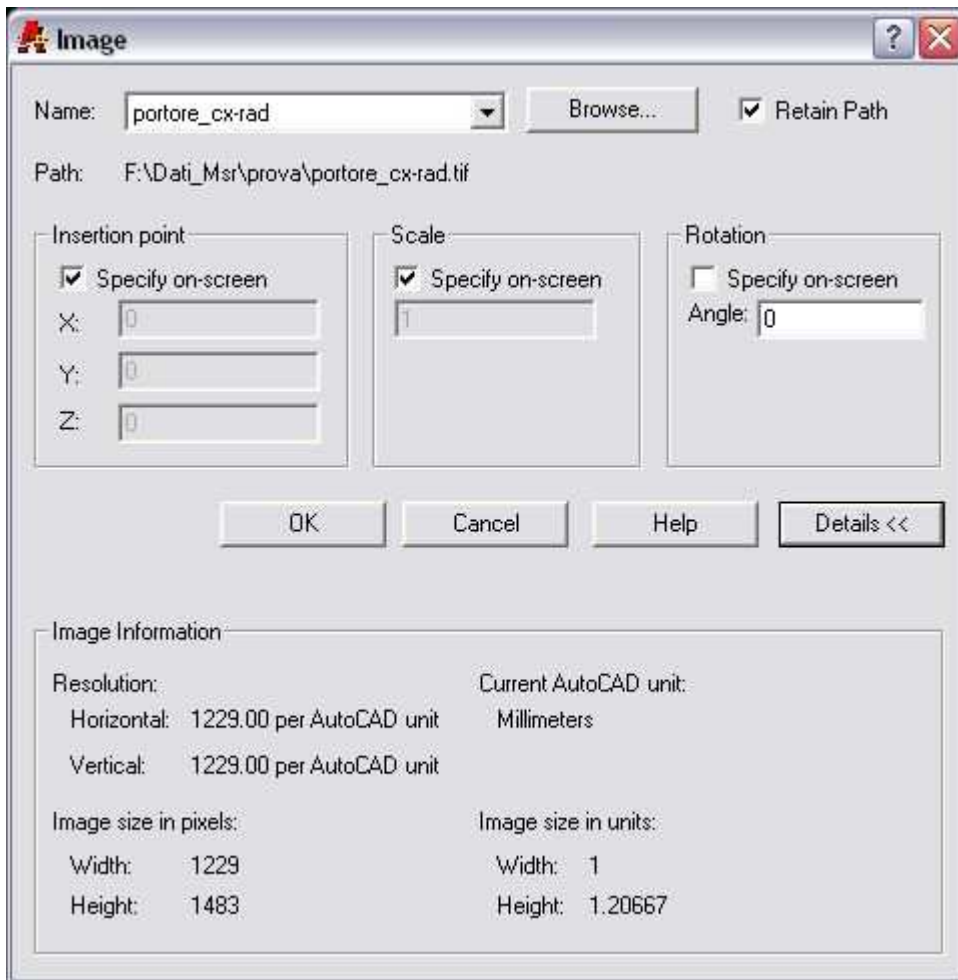 Image
Name: portore_cx-rad Browse... Retain Path
Path: F:\Dati_Msr\prova\portore_cx-rad.tif
Insertion point
Specify on-screen
X: 0
Y: 0
Z: 0
Scale
Specify on-screen
1
Rotation
Specify on-screen
Angle: 0
OK Cancel Help Details <<
Image Information
Resolution:
Horizontal: 1229.00 per AutoCAD unit
Vertical: 1229.00 per AutoCAD unit
Current AutoCAD unit:
Millimeters
Image size in pixels:
Width: 1229
Height: 1483
Image size in units:
Width: 1
Height: 1.20667